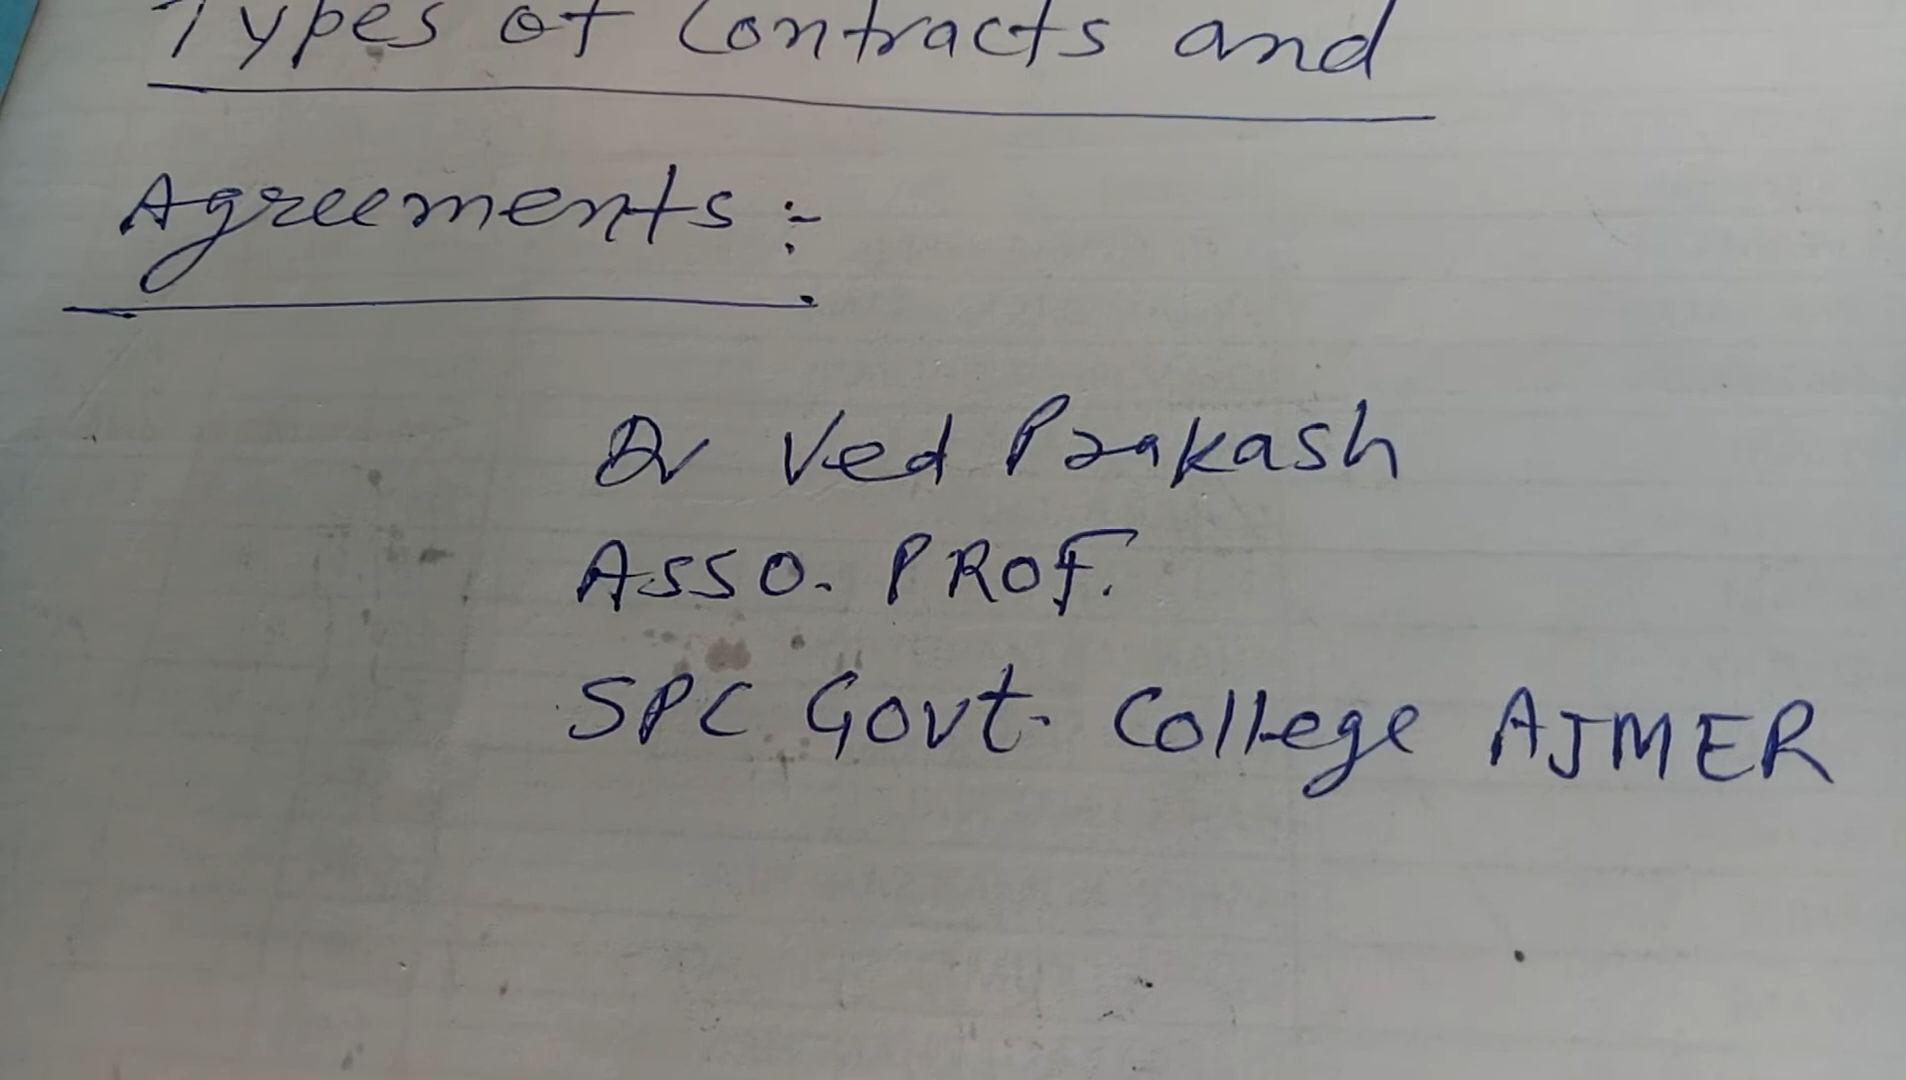 Types of Contracts and
Agreements :-
Dr Ved Prakash
ASSO. PROF.
SPC Govt. College AJMER